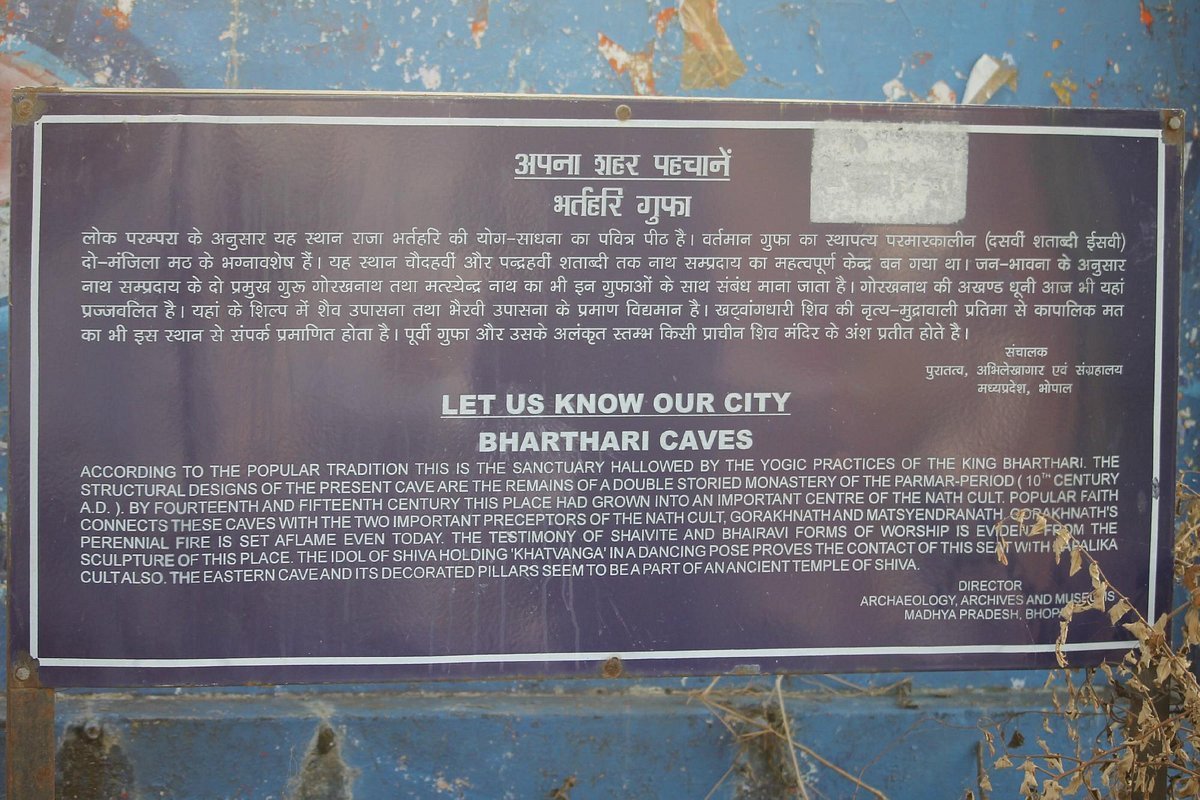 अपना शहर पहचानें
भर्तहरि गुफा
लोक परम्परा के अनुसार यह स्थान राजा भर्तहरि की योग-साधना का पवित्र पीठ है। वर्तमान गुफा का स्थापत्य परमारकालीन (दसवीं शताब्दी ईसवी)
दो-मंजिला मठ के भग्नावशेष हैं। यह स्थान चौदहवीं और पन्द्रहवीं शताब्दी तक नाथ सम्प्रदाय का महत्वपूर्ण केन्द्र बन गया था। जन-भावना के अनुसार
नाथ सम्प्रदाय के दो प्रमुख गुरू गोरखनाथ तथा मत्स्येन्द्र नाथ का भी इन गुफाओं के साथ संबंध माना जाता है। गोरखनाथ की अखण्ड धूनी आज भी यहां
प्रज्जवलित है। यहां के शिल्प में शैव उपासना तथा भैरवी उपासना के प्रमाण विद्यमान है। खट्वांगधारी शिव की नृत्य-मुद्रावाली प्रतिमा से कापालिक मत
का भी इस स्थान से संपर्क प्रमाणित होता है। पूर्वी गुफा और उसके अलंकृत स्तम्भ किसी प्राचीन शिव मंदिर के अंश प्रतीत होते है।
संचालक
पुरातत्व, अभिलेखागार एवं संग्रहालय
मध्यप्रदेश, भोपाल
LET US KNOW OUR CITY
BHARTHARI CAVES
ACCORDING TO THE POPULAR TRADITION THIS IS THE SANCTUARY HALLOWED BY THE YOGIC PRACTICES OF THE KING BHARTHARI. THE
STRUCTURAL DESIGNS OF THE PRESENT CAVE ARE THE REMAINS OF A DOUBLE STORIED MONASTERY OF THE PARMAR-PERIOD ( 10TH CENTURY
A.D. ). BY FOURTEENTH AND FIFTEENTH CENTURY THIS PLACE HAD GROWN INTO AN IMPORTANT CENTRE OF THE NATH CULT. POPULAR FAITH
CONNECTS THESE CAVES WITH THE TWO IMPORTANT PRECEPTORS OF THE NATH CULT, GORAKHNATH AND MATSYENDRANATH. GORAKHNATH'S
PERENNIAL FIRE IS SET AFLAME EVEN TODAY. THE TESTIMONY OF SHAIVITE AND BHAIRAVI FORMS OF WORSHIP IS EVIDENT FROM THE
SCULPTURE OF THIS PLACE. THE IDOL OF SHIVA HOLDING 'KHATVANGA' IN A DANCING POSE PROVES THE CONTACT OF THIS SEAT WITH KAPALIKA
CULT ALSO. THE EASTERN CAVE AND ITS DECORATED PILLARS SEEM TO BE A PART OF AN ANCIENT TEMPLE OF SHIVA.
DIRECTOR
ARCHAEOLOGY, ARCHIVES AND MUSEUMS
MADHYA PRADESH, BHOPAL